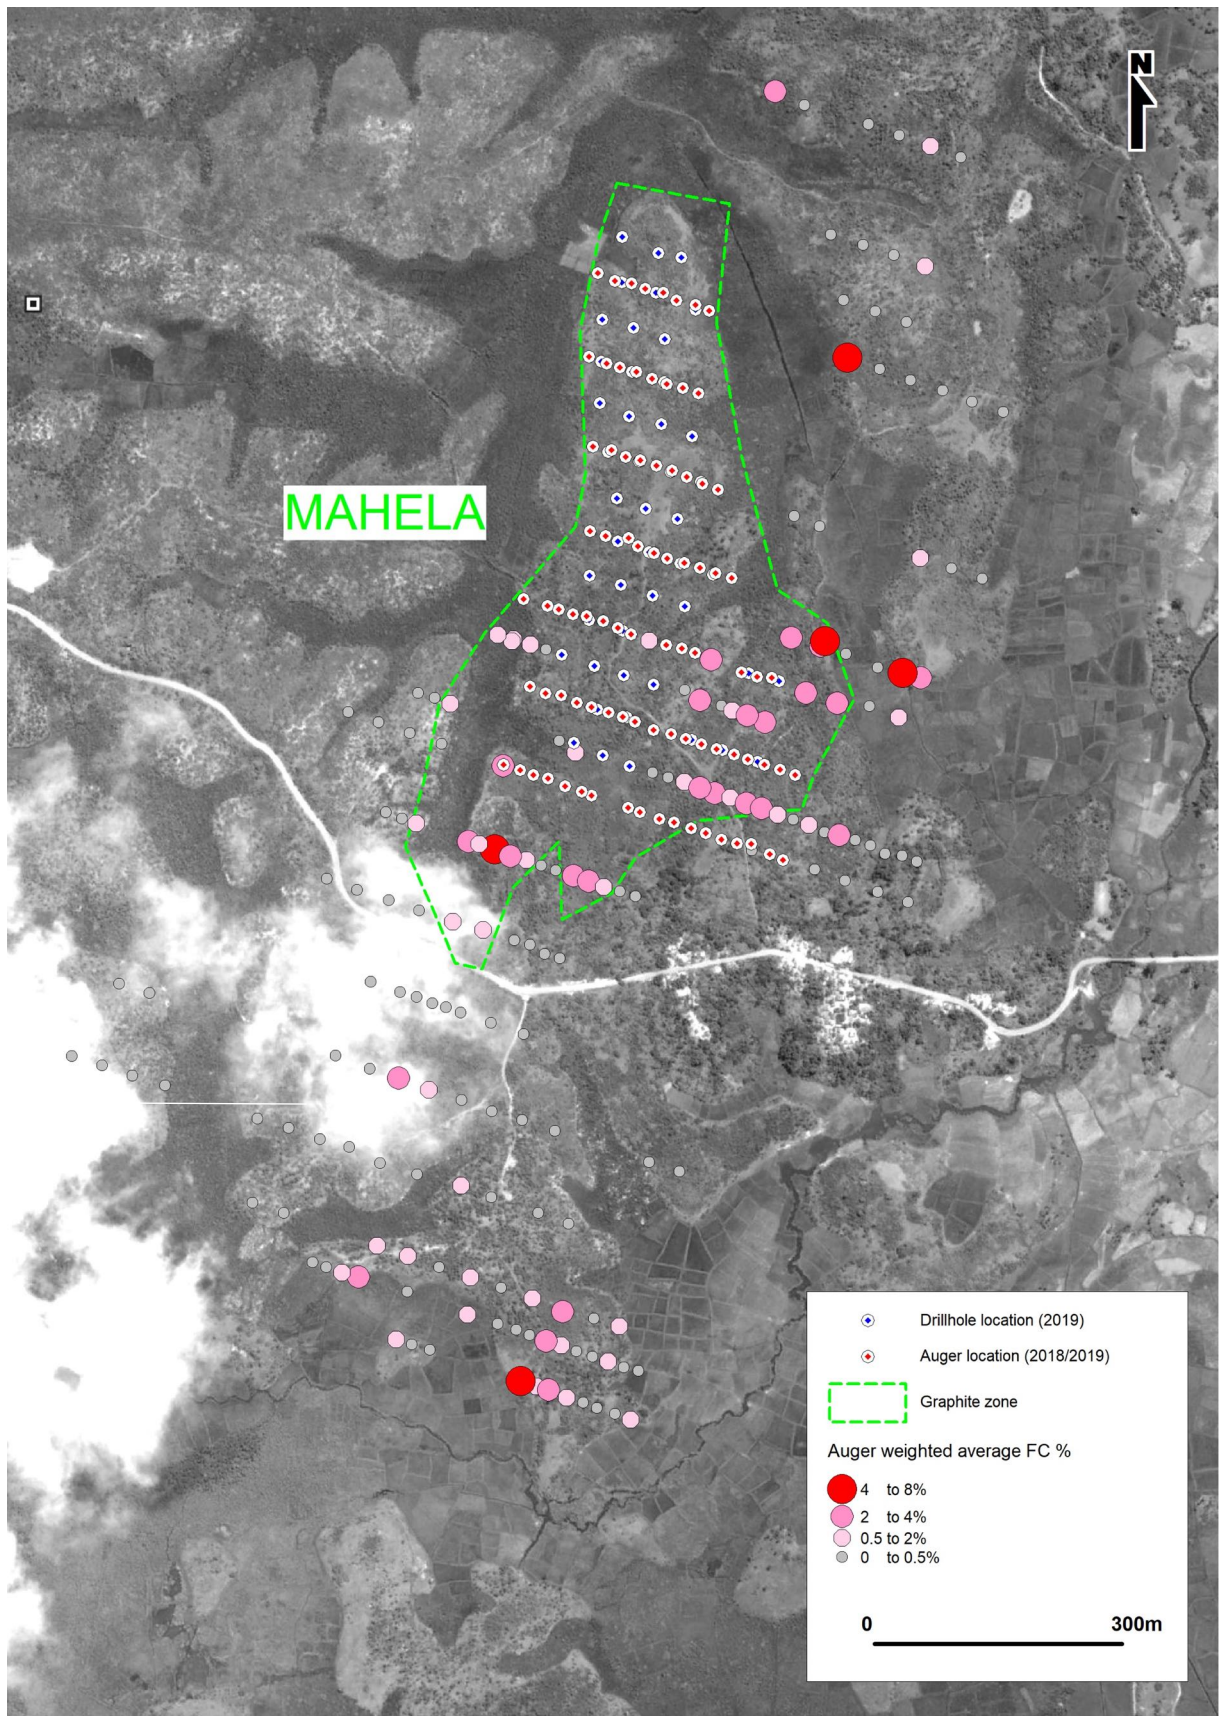 N
MAHELA
Drillhole location (2019)
Auger location (2018/2019)
Graphite zone
Auger weighted average FC %
4 to 8%
2 to 4%
0.5 to 2%
0 to 0.5%
0 300m